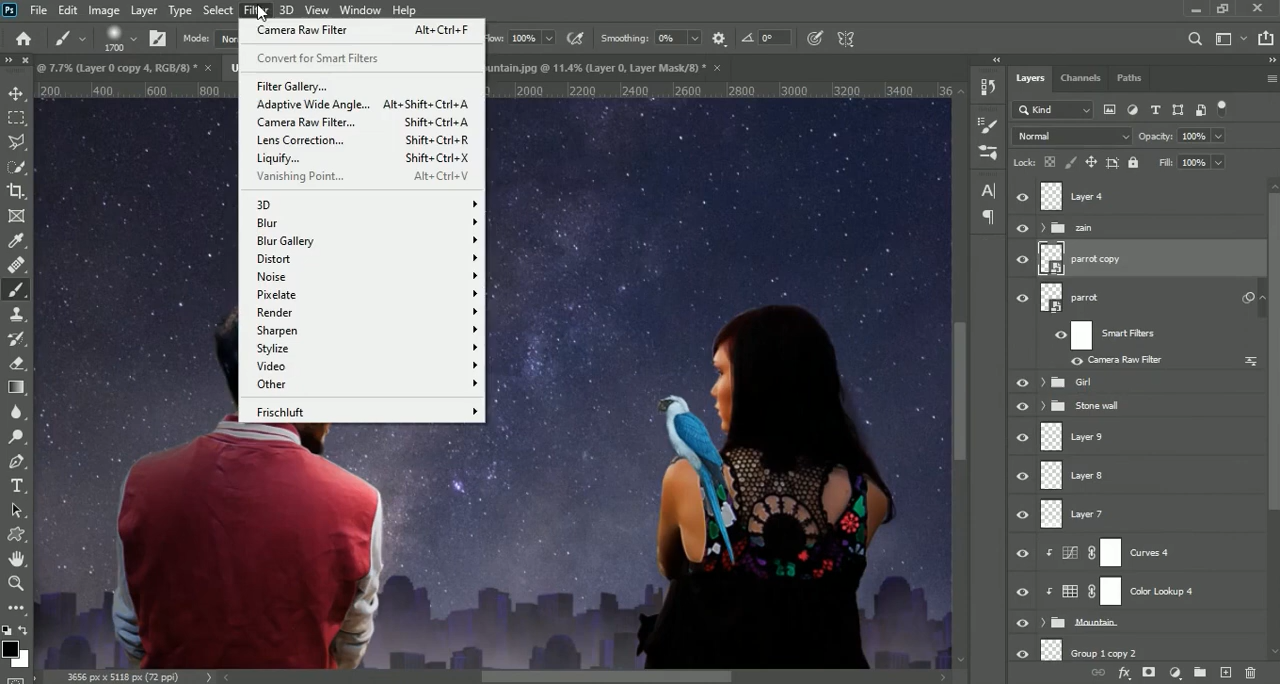 Ps File Edit Image Layer Type Select Filter 3D View Window Help
1700 Mode: Flow: 100% Smoothing: 0% 0°
@ 7.7% (Layer 0 copy 4, RGB/8) * × ountain.jpg @ 11.4% (Layer 0, Layer Mask/8) * ×
200 400 600 800 2000 2200 2400 2600 2800 3000 3200 3400 36
Camera Raw Filter Alt+Ctrl+F
Convert for Smart Filters
Filter Gallery...
Adaptive Wide Angle... Alt+Shift+Ctrl+A
Camera Raw Filter... Shift+Ctrl+A
Lens Correction... Shift+Ctrl+R
Liquify... Shift+Ctrl+X
Vanishing Point... Alt+Ctrl+V
3D
Blur
Blur Gallery
Distort
Noise
Pixelate
Render
Sharpen
Stylize
Video
Other
Frischluft
Layers Channels Paths
Kind
Normal Opacity: 100%
Lock: Fill: 100%
Layer 4
zain
parrot copy
parrot
Smart Filters
Camera Raw Filter
Girl
Stone wall
Layer 9
Layer 8
Layer 7
Curves 4
Color Lookup 4
Mountain
Group 1 copy 2
3656 px x 5118 px (72 ppi)